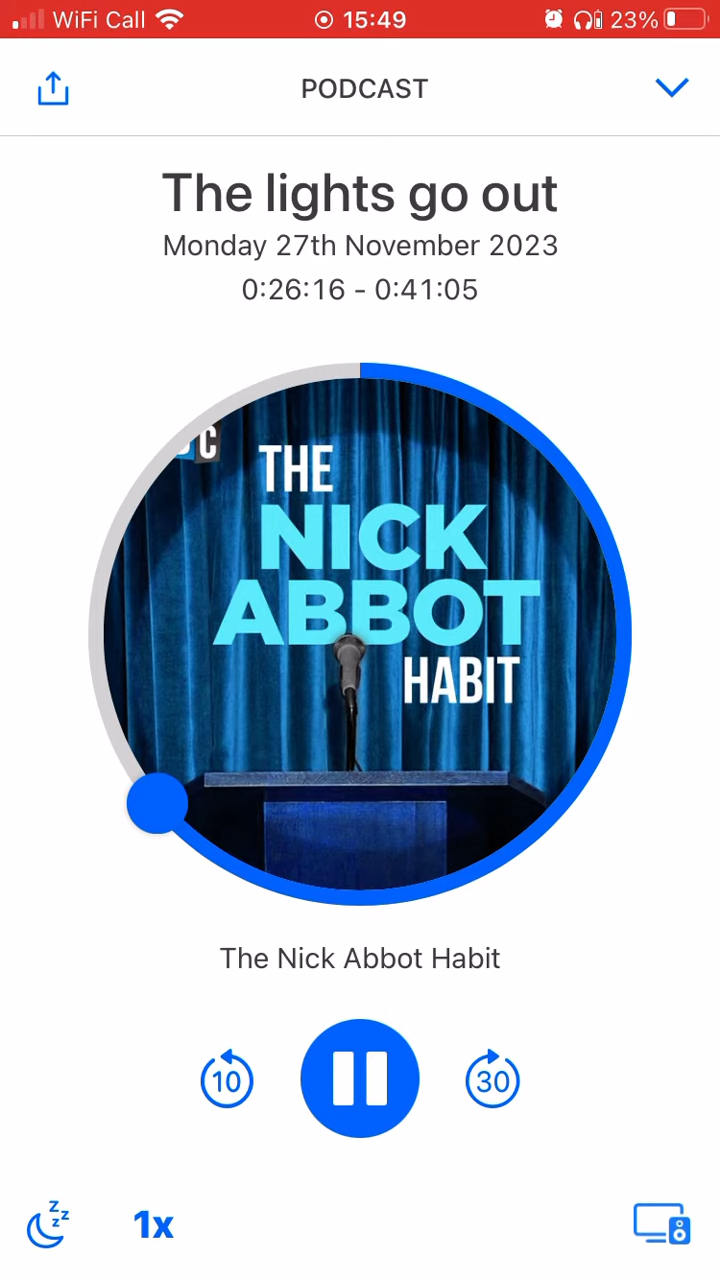 WiFi Call 15:49 23%
PODCAST
The lights go out
Monday 27th November 2023
0:26:16 - 0:41:05
C
THE
NICK
ABBOT
HABIT
The Nick Abbot Habit
10 30
zzzz 1x